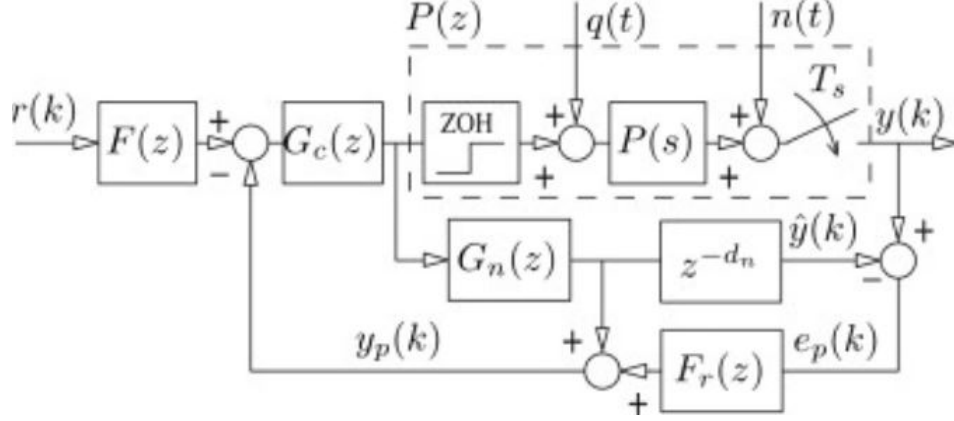 P(z)
q(t)
n(t)
r(k)
F(z)
+
−
G_c(z)
ZOH
+
+
P(s)
+
+
T_s
y(k)
G_n(z)
z^{-d_n}
ŷ(k)
+
−
y_p(k)
+
+
F_r(z)
e_p(k)